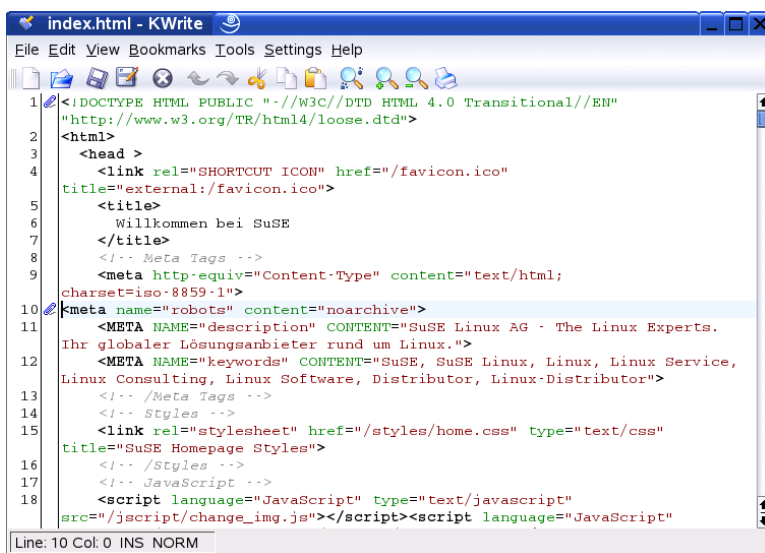 index.html - KWrite
File Edit View Bookmarks Tools Settings Help
1 <!DOCTYPE HTML PUBLIC "-//W3C//DTD HTML 4.0 Transitional//EN"
"http://www.w3.org/TR/html4/loose.dtd">
2 <html>
3 <head >
4 <link rel="SHORTCUT ICON" href="/favicon.ico"
title="external:/favicon.ico">
5 <title>
6 Willkommen bei SuSE
7 </title>
8 <!-- Meta Tags -->
9 <meta http-equiv="Content-Type" content="text/html;
charset=iso-8859-1">
10 <meta name="robots" content="noarchive">
11 <META NAME="description" CONTENT="SuSE Linux AG - The Linux Experts.
Ihr globaler Lösungsanbieter rund um Linux.">
12 <META NAME="keywords" CONTENT="SuSE, SuSE Linux, Linux, Linux Service,
Linux Consulting, Linux Software, Distributor, Linux-Distributor">
13 <!-- /Meta Tags -->
14 <!-- Styles -->
15 <link rel="stylesheet" href="/styles/home.css" type="text/css"
title="SuSE Homepage Styles">
16 <!-- /Styles -->
17 <!-- JavaScript -->
18 <script language="JavaScript" type="text/javascript"
src="/jscript/change_img.js"></script><script language="JavaScript"
Line: 10 Col: 0 INS NORM